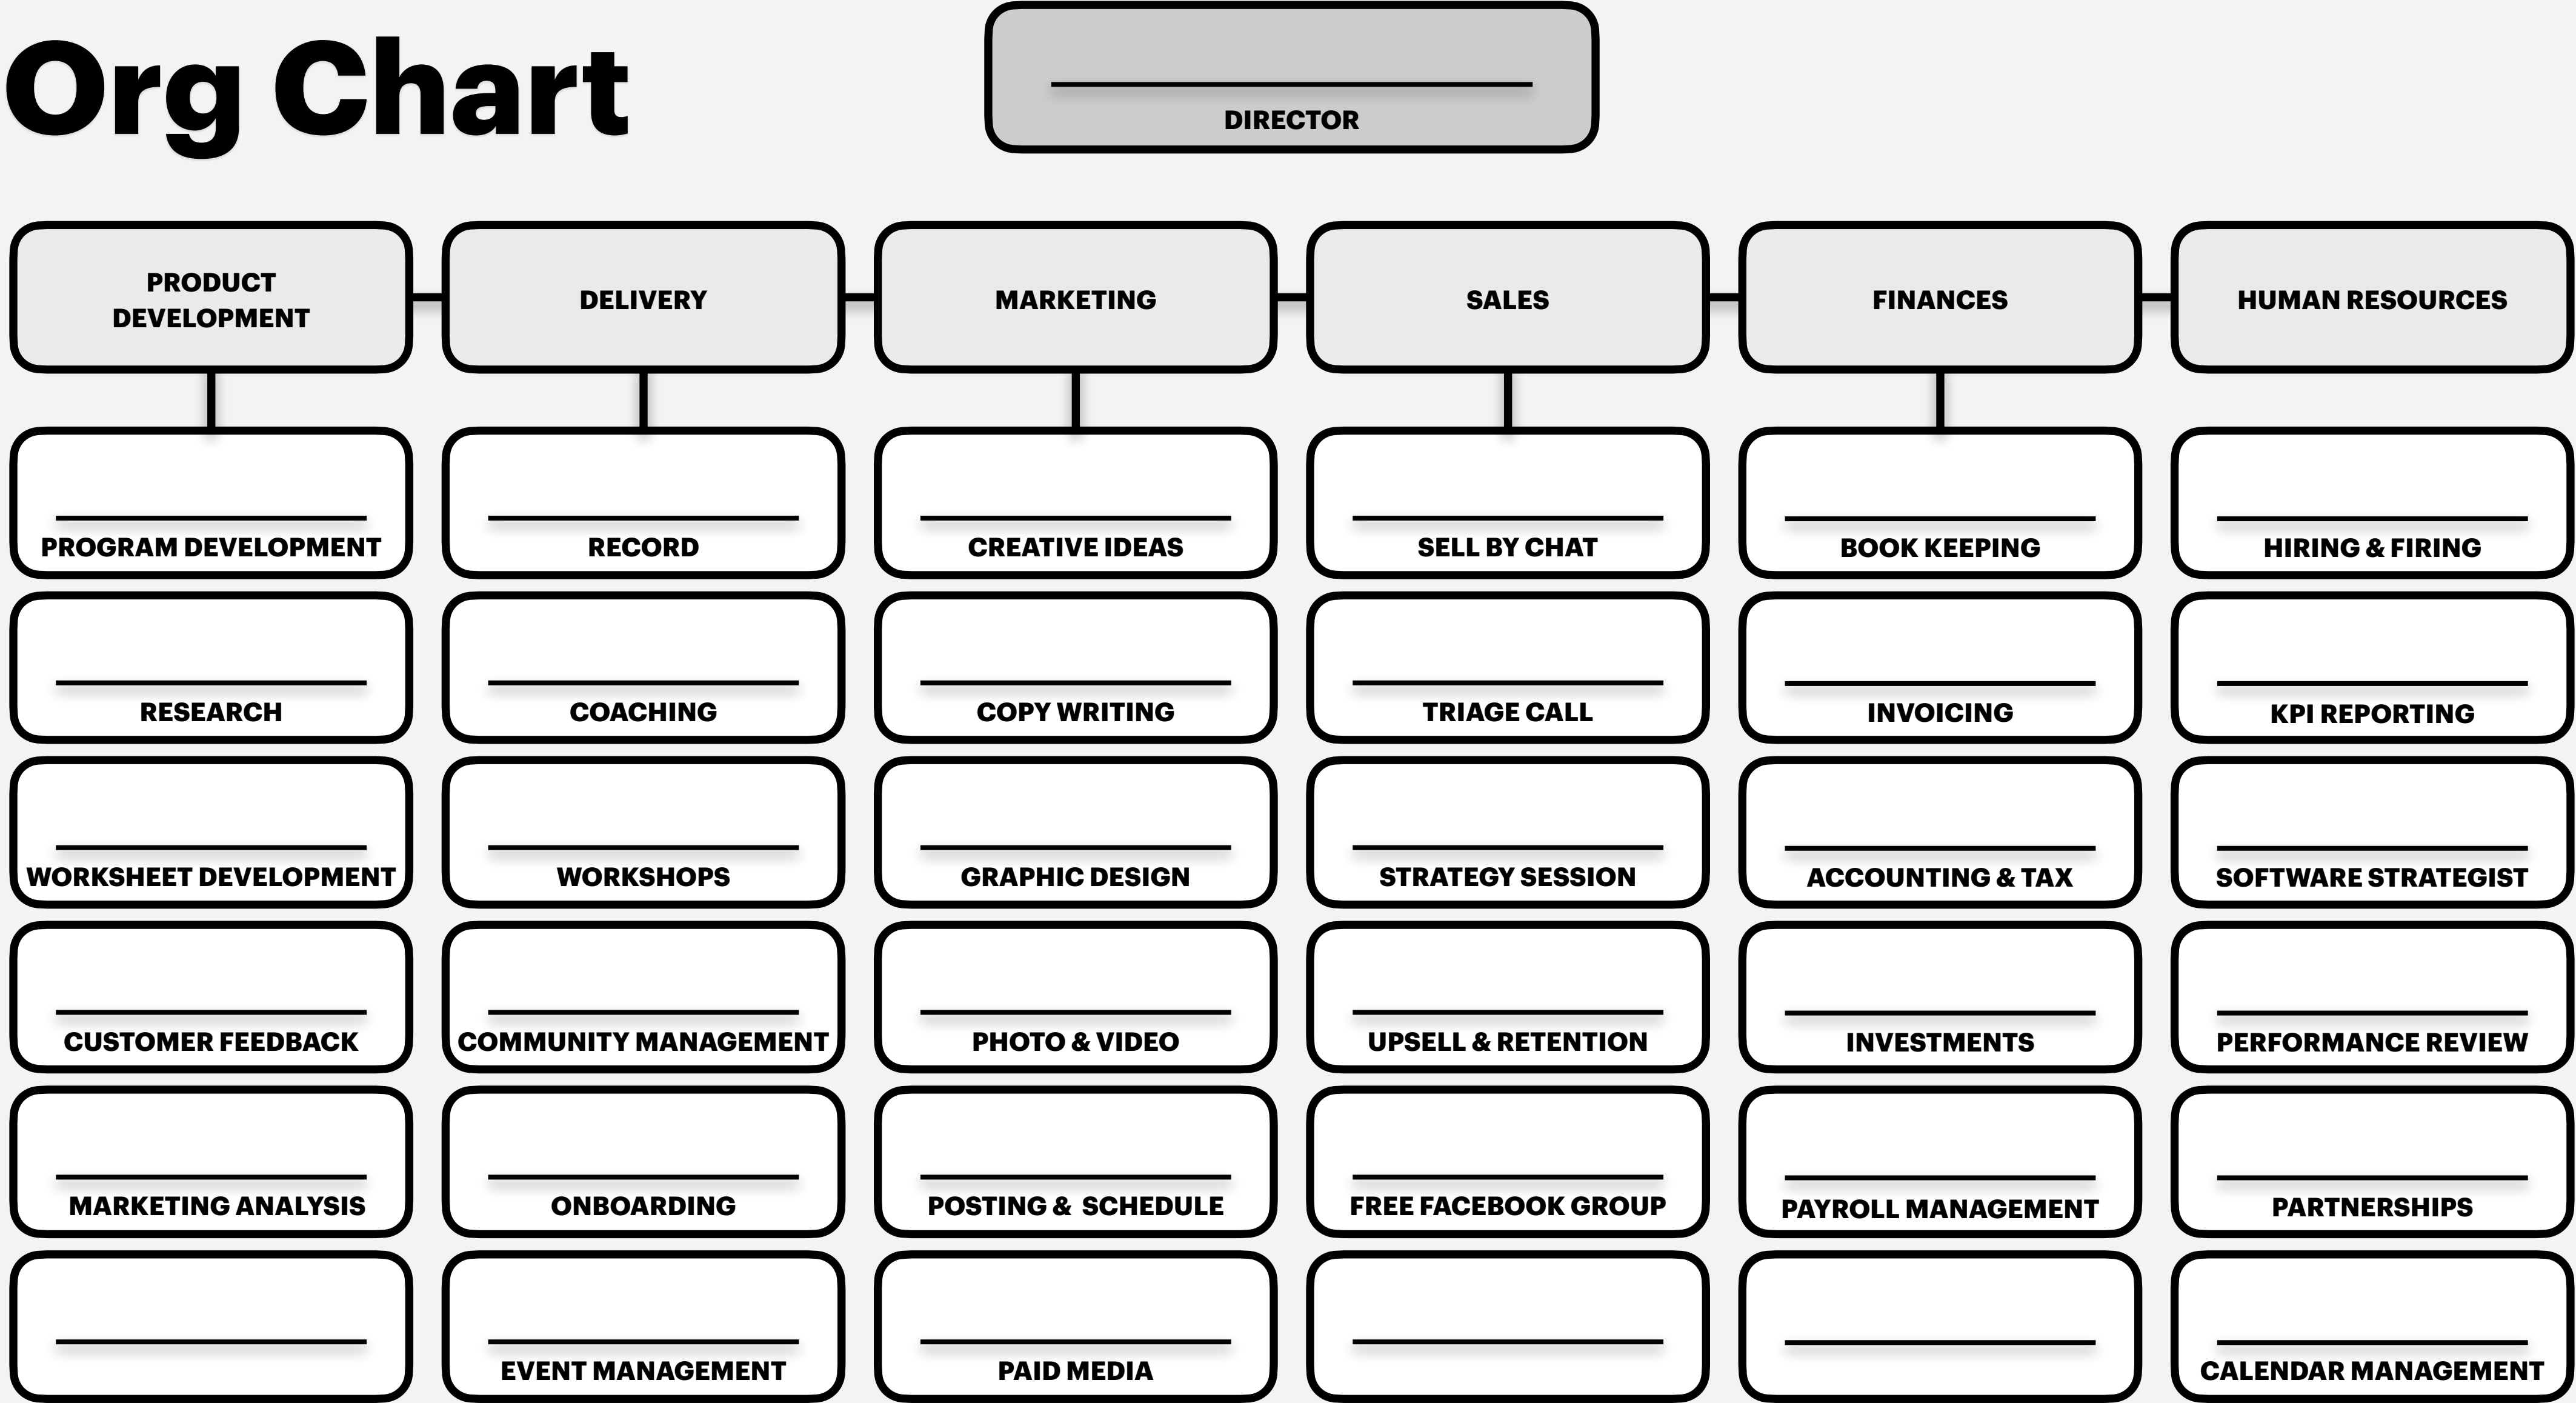 Org Chart
DIRECTOR
PRODUCT
DEVELOPMENT
DELIVERY
MARKETING
SALES
FINANCES
HUMAN RESOURCES
PROGRAM DEVELOPMENT
RECORD
CREATIVE IDEAS
SELL BY CHAT
BOOK KEEPING
HIRING & FIRING
RESEARCH
COACHING
COPY WRITING
TRIAGE CALL
INVOICING
KPI REPORTING
WORKSHEET DEVELOPMENT
WORKSHOPS
GRAPHIC DESIGN
STRATEGY SESSION
ACCOUNTING & TAX
SOFTWARE STRATEGIST
CUSTOMER FEEDBACK
COMMUNITY MANAGEMENT
PHOTO & VIDEO
UPSELL & RETENTION
INVESTMENTS
PERFORMANCE REVIEW
MARKETING ANALYSIS
ONBOARDING
POSTING &  SCHEDULE
FREE FACEBOOK GROUP
PAYROLL MANAGEMENT
PARTNERSHIPS
EVENT MANAGEMENT
PAID MEDIA
CALENDAR MANAGEMENT